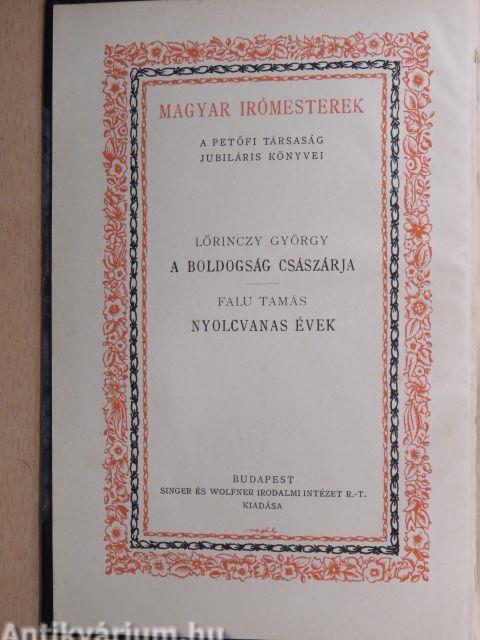 MAGYAR IRÓMESTEREK
A PETŐFI TÁRSASÁG
JUBILÁRIS KÖNYVEI
LŐRINCZY GYÖRGY
A BOLDOGSÁG CSÁSZÁRJA
FALU TAMÁS
NYOLCVANAS ÉVEK
BUDAPEST
SINGER ÉS WOLFNER IRODALMI INTÉZET R.-T.
KIADÁSA
Antikvárium.hu